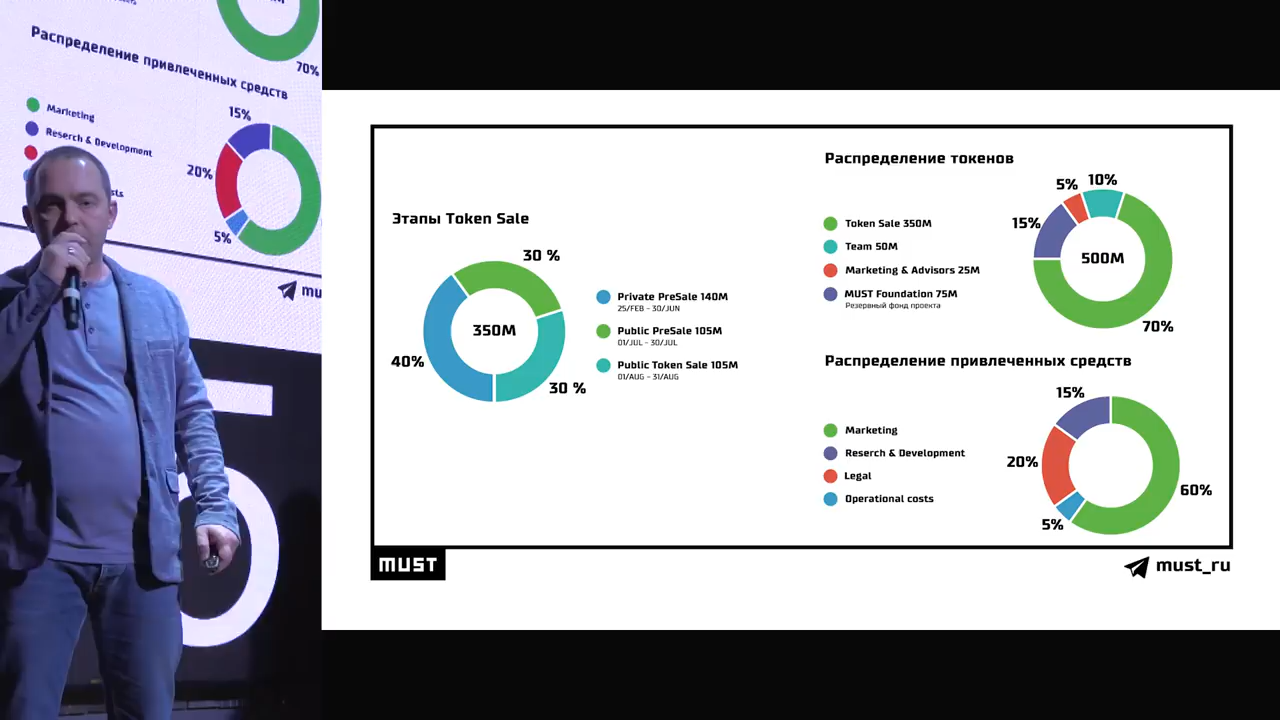 70%
Распределение привлеченных средств
Marketing
Reserch & Development
15%
20%
5%
Этапы Token Sale
30 %
350M
40%
30 %
Private PreSale 140M
25/FEB - 30/JUN
Public PreSale 105M
01/JUL - 30/JUL
Public Token Sale 105M
01/AUG - 31/AUG
Распределение токенов
Token Sale 350M
Team 50M
Marketing & Advisors 25M
MUST Foundation 75M
Резервный фонд проекта
5%
10%
15%
500M
70%
Распределение привлеченных средств
Marketing
Reserch & Development
Legal
Operational costs
15%
20%
60%
5%
MUST
must_ru